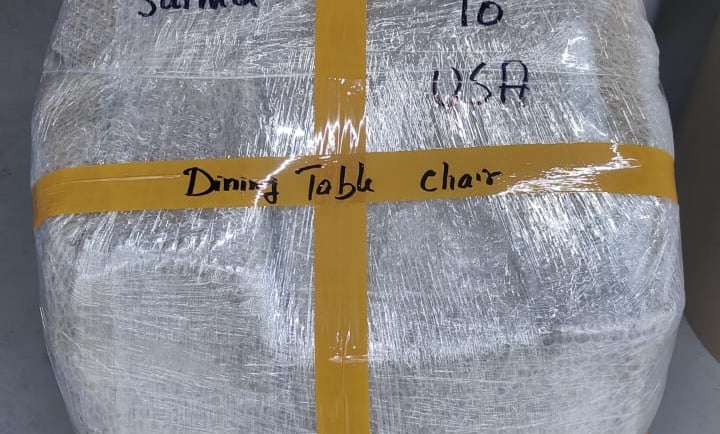 To
USA
Dining Table Chair